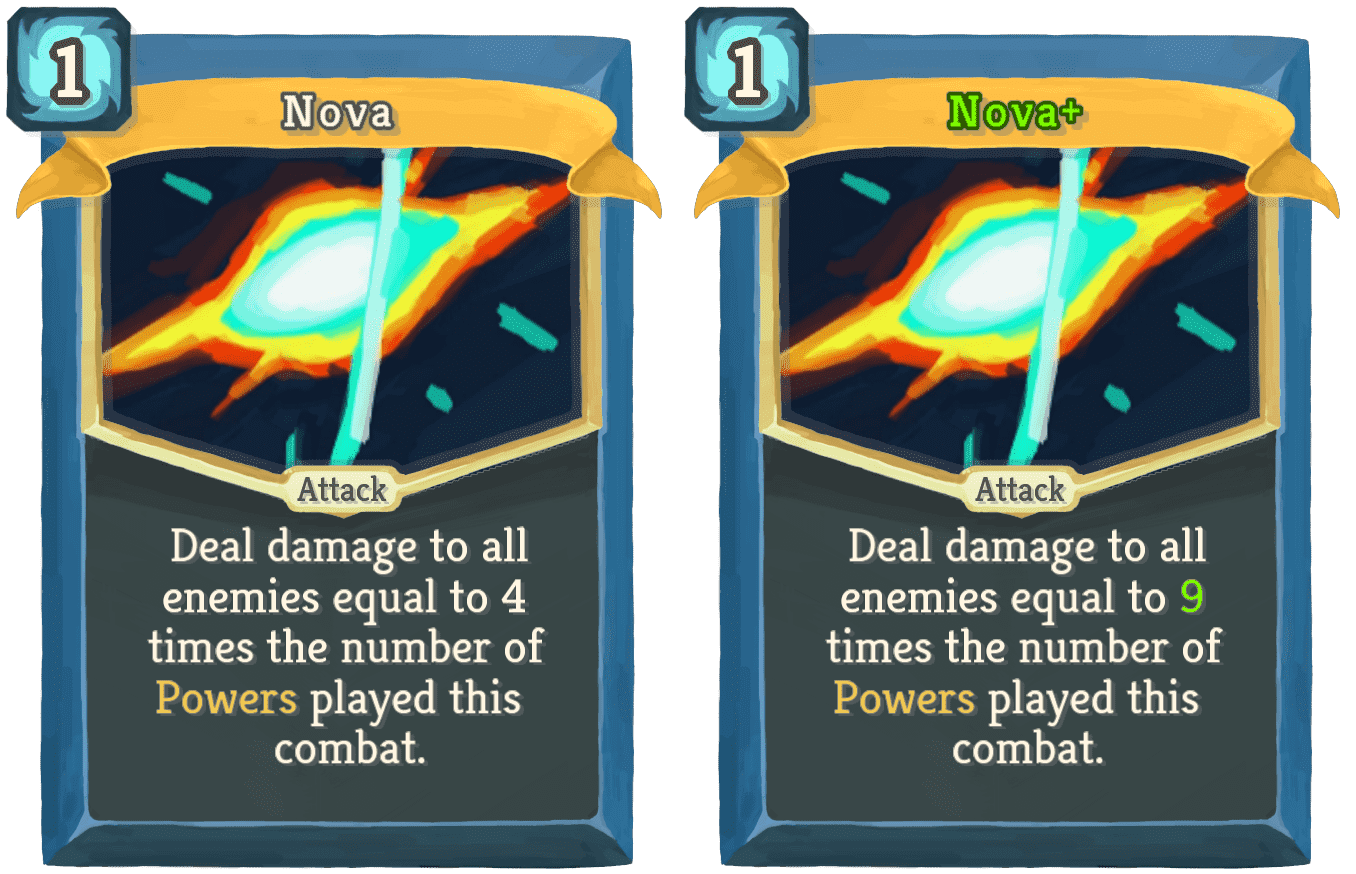 1
Nova
Attack
Deal damage to all
enemies equal to 4
times the number of
Powers played this
combat.
1
Nova+
Attack
Deal damage to all
enemies equal to 9
times the number of
Powers played this
combat.